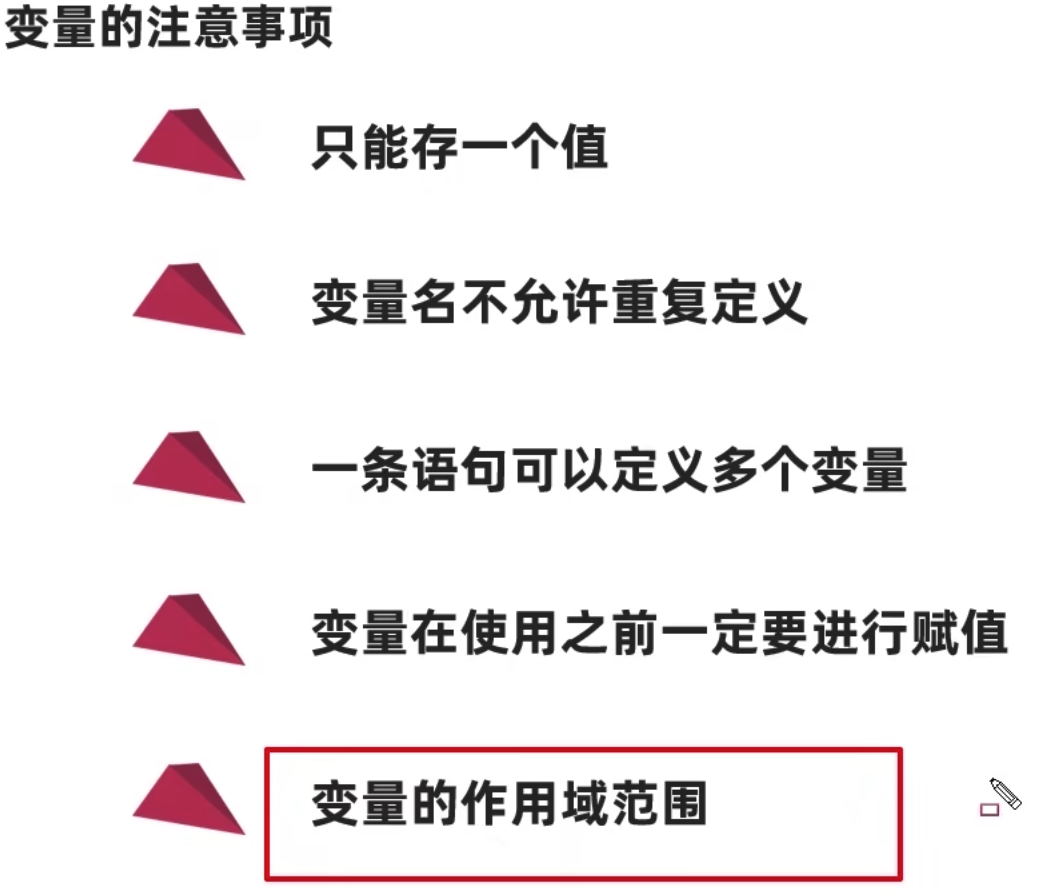 变量的注意事项
只能存一个值
变量名不允许重复定义
一条语句可以定义多个变量
变量在使用之前一定要进行赋值
变量的作用域范围